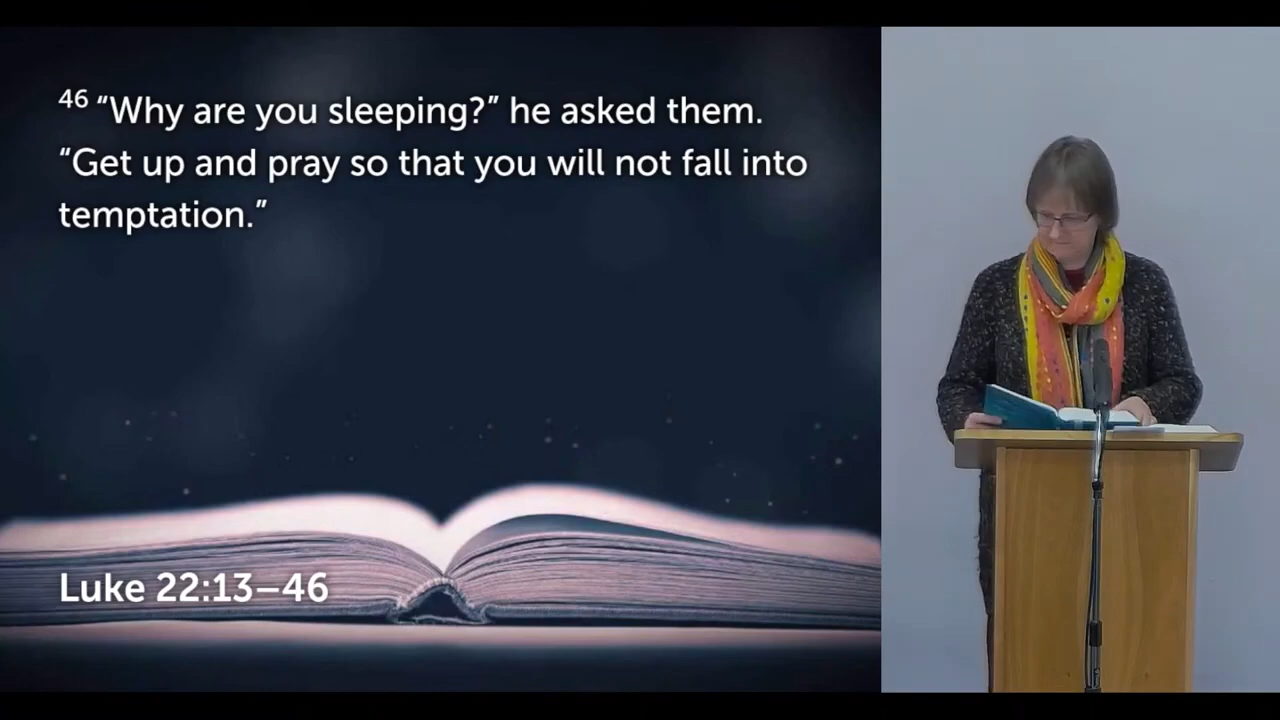 46 “Why are you sleeping?” he asked them.
“Get up and pray so that you will not fall into
temptation.”
Luke 22:13–46